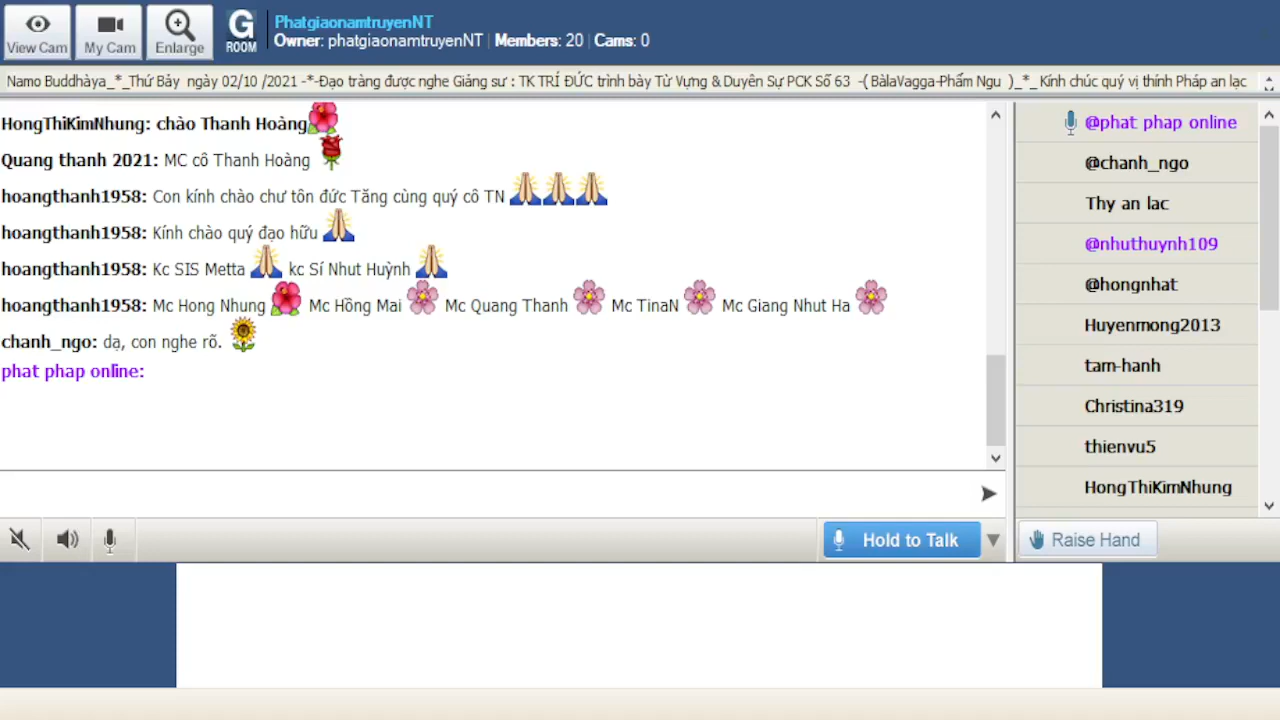 View Cam
My Cam
Enlarge
G
ROOM
PhatgiaonamtruyenNT
Owner: phatgiaonamtruyenNT | Members: 20 | Cams: 0
Namo Buddhàya_*_Thứ Bảy ngày 02/10 /2021 -*-Đạo tràng được nghe Giảng sư : TK TRÍ ĐỨC trình bày Từ Vựng & Duyên Sự PCK Số 63 -( BàlaVagga-Phẩm Ngu )_*_ Kính chúc quý vị thính Pháp an lạc
HongThiKimNhung: chào Thanh Hoàng
Quang thanh 2021: MC cô Thanh Hoàng
hoangthanh1958: Con kính chào chư tôn đức Tăng cùng quý cô TN
hoangthanh1958: Kính chào quý đạo hữu
hoangthanh1958: Kc SIS Metta kc Sí Nhut Huỳnh
hoangthanh1958: Mc Hong Nhung Mc Hồng Mai Mc Quang Thanh Mc TinaN Mc Giang Nhut Ha
chanh_ngo: dạ, con nghe rõ.
phat phap online:
@phat phap online
@chanh_ngo
Thy an lac
@nhuthuynh109
@hongnhat
Huyenmong2013
tam-hanh
Christina319
thienvu5
HongThiKimNhung
Hold to Talk
Raise Hand